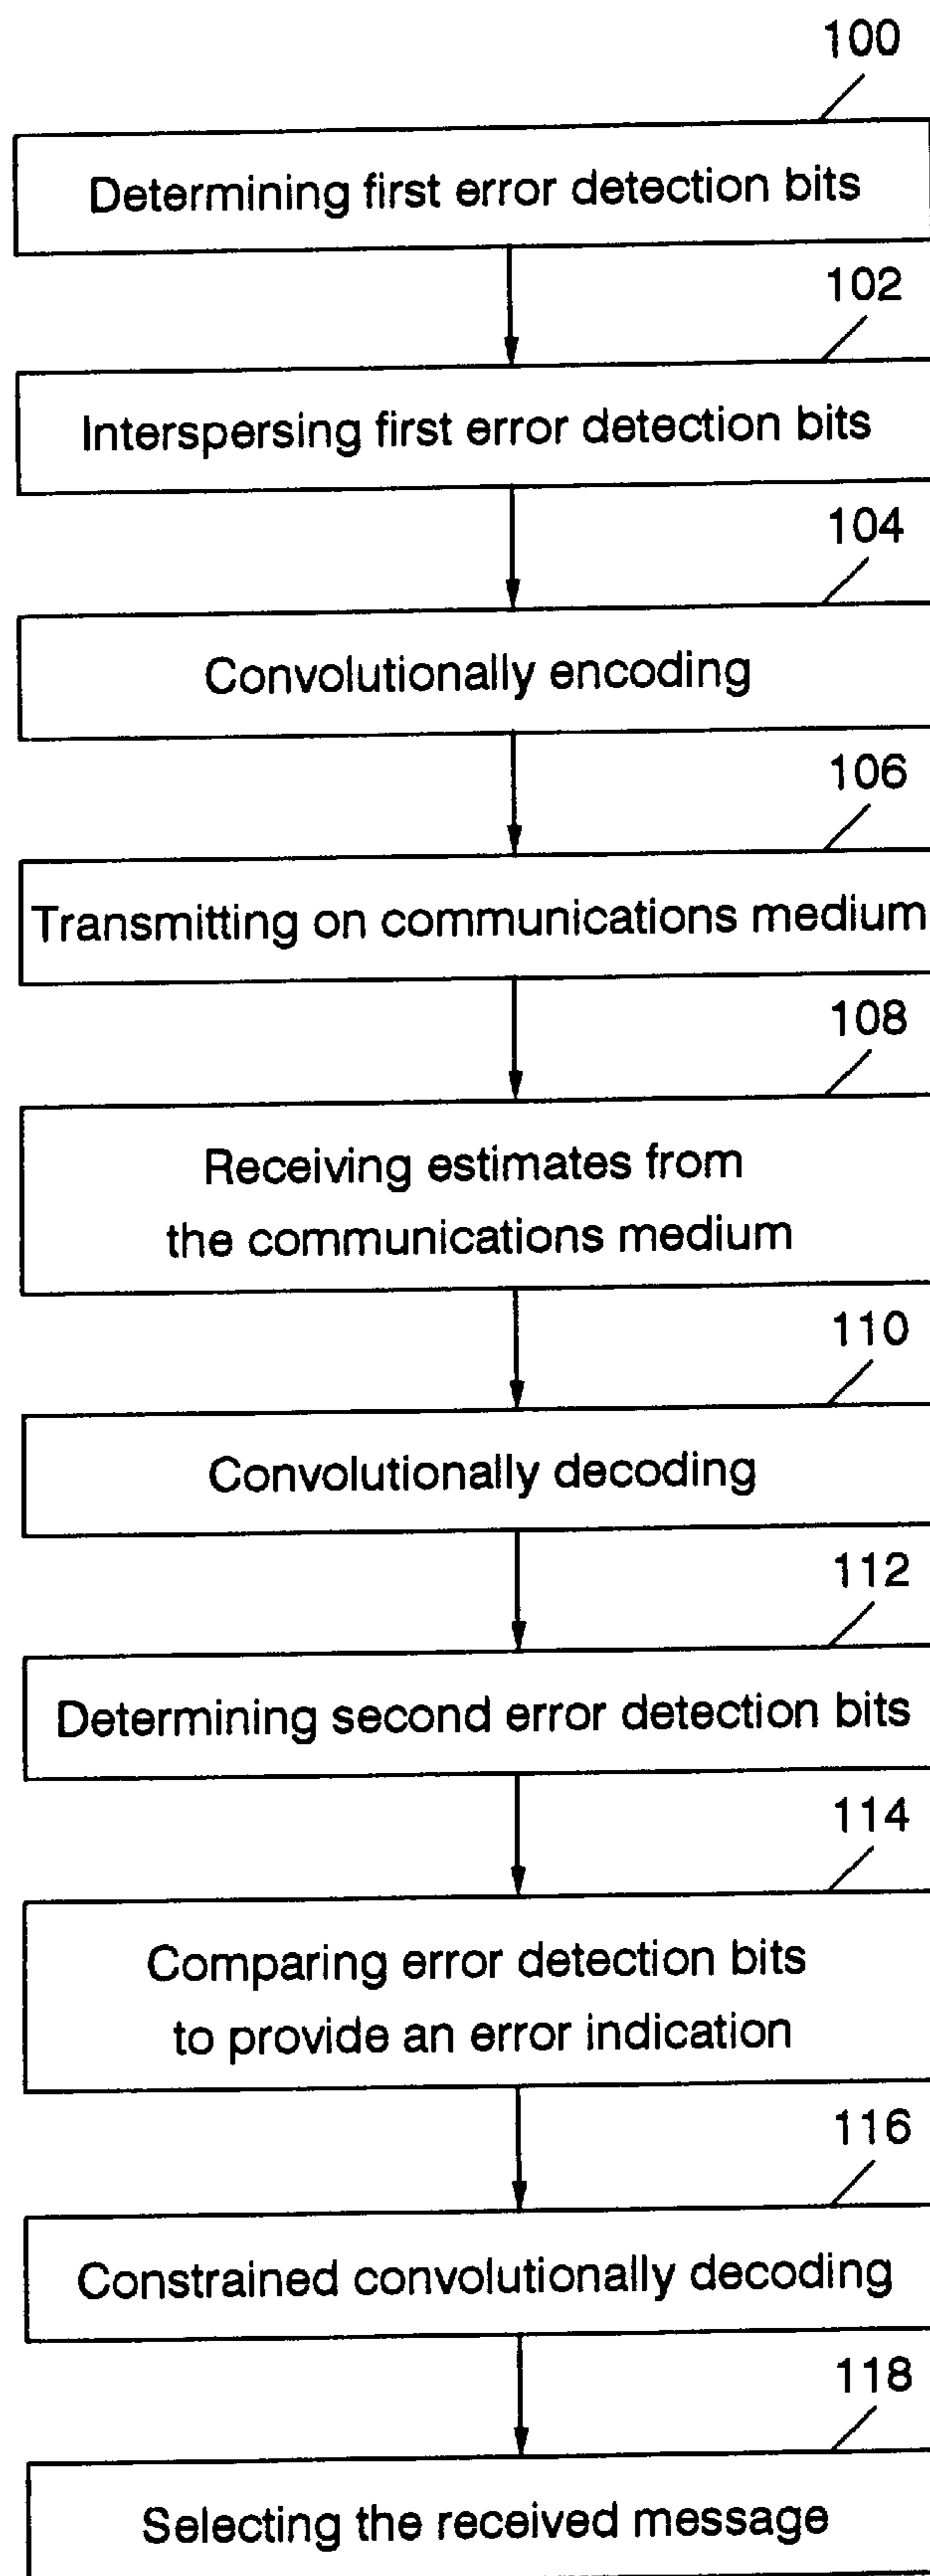 100
Determining first error detection bits
102
Interspersing first error detection bits
104
Convolutionally encoding
106
Transmitting on communications medium
108
Receiving estimates from
the communications medium
110
Convolutionally decoding
112
Determining second error detection bits
114
Comparing error detection bits
to provide an error indication
116
Constrained convolutionally decoding
118
Selecting the received message